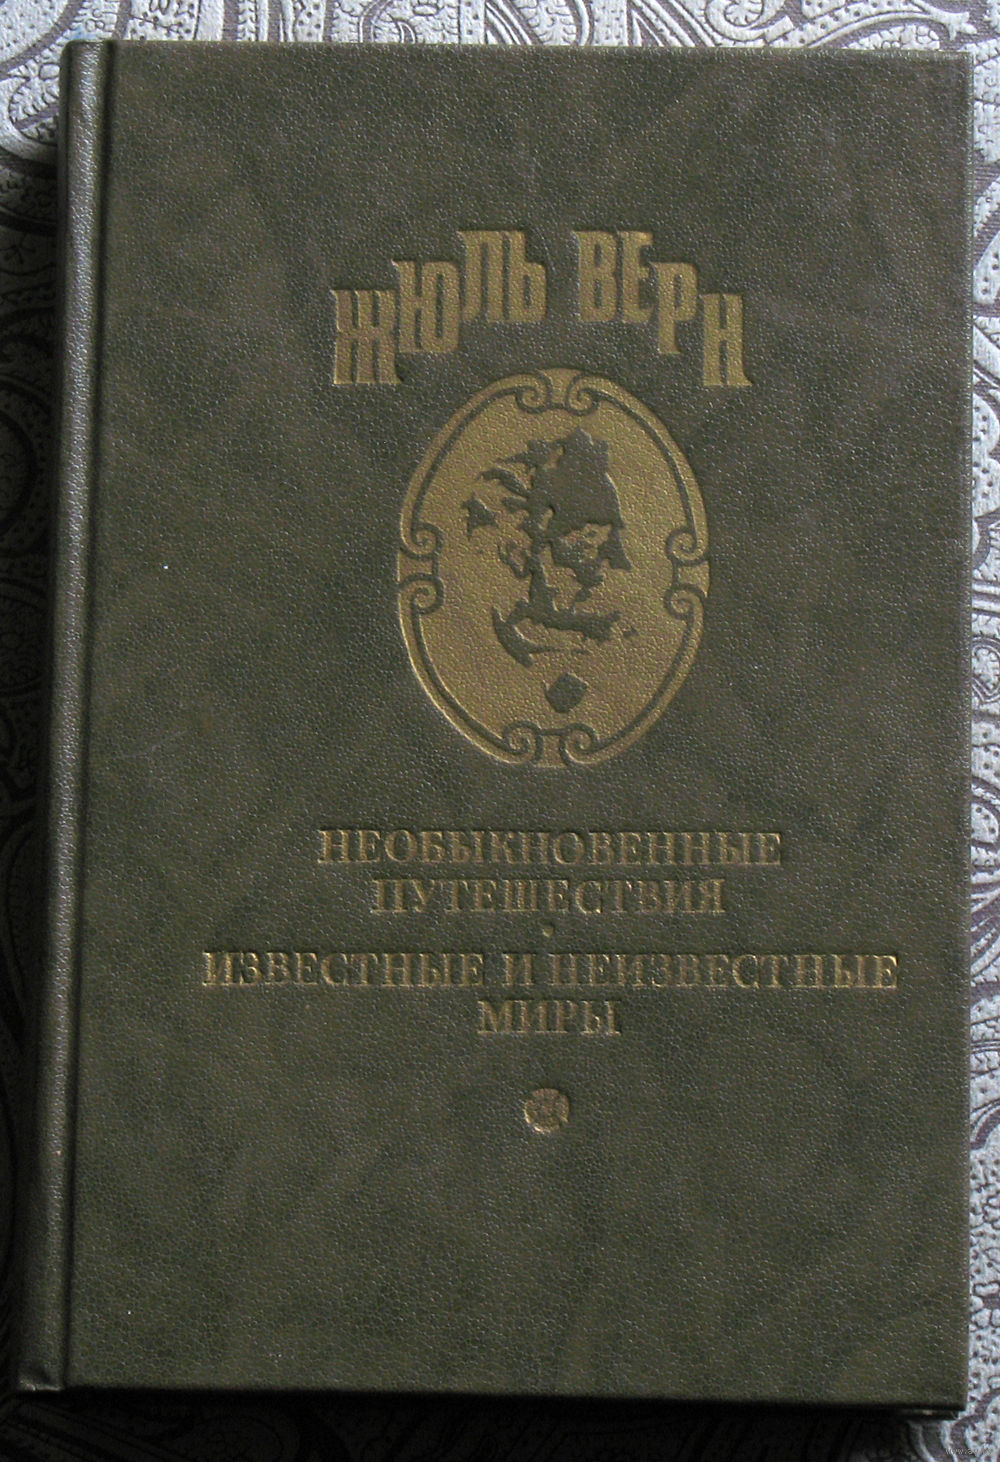 ЖЮЛЬ ВЕРН
НЕОБЫКНОВЕННЫЕ
ПУТЕШЕСТВИЯ
•
ИЗВЕСТНЫЕ И НЕИЗВЕСТНЫЕ
МИРЫ